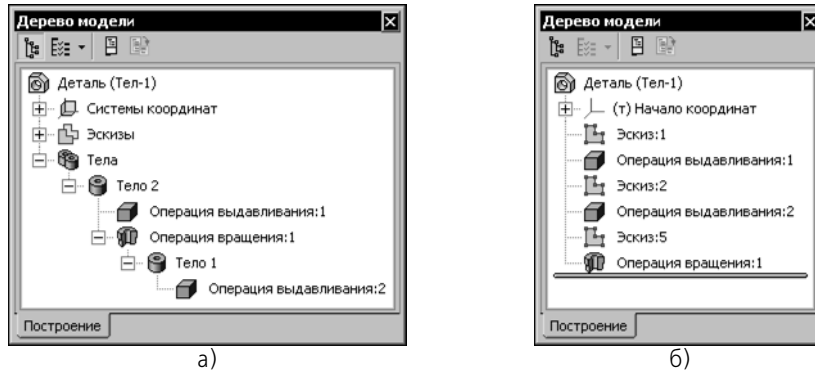 Дерево модели
Деталь (Тел-1)
Системы координат
Эскизы
Тела
Тело 2
Операция выдавливания:1
Операция вращения:1
Тело 1
Операция выдавливания:2
Построение
а)
Дерево модели
Деталь (Тел-1)
(т) Начало координат
Эскиз:1
Операция выдавливания:1
Эскиз:2
Операция выдавливания:2
Эскиз:5
Операция вращения:1
Построение
б)